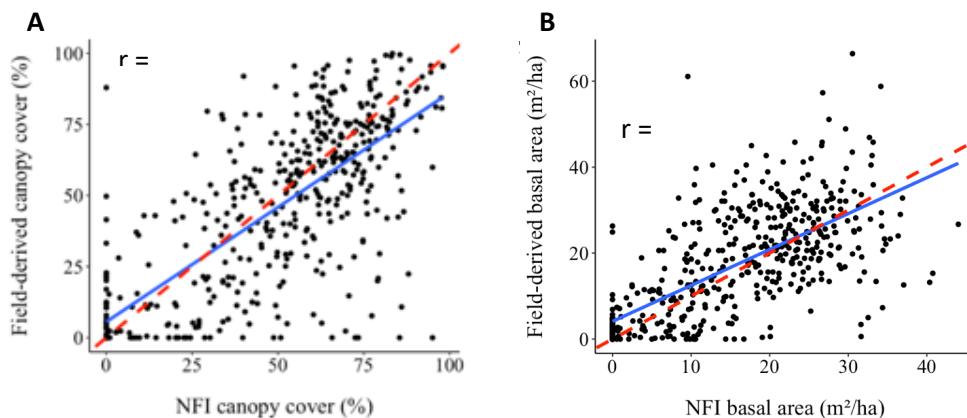 A
r =
Field-derived canopy cover (%)
100
75
50
25
0
0 25 50 75 100
NFI canopy cover (%)
B
r =
Field-derived basal area (m²/ha)
60
40
20
0
0 10 20 30 40
NFI basal area (m²/ha)